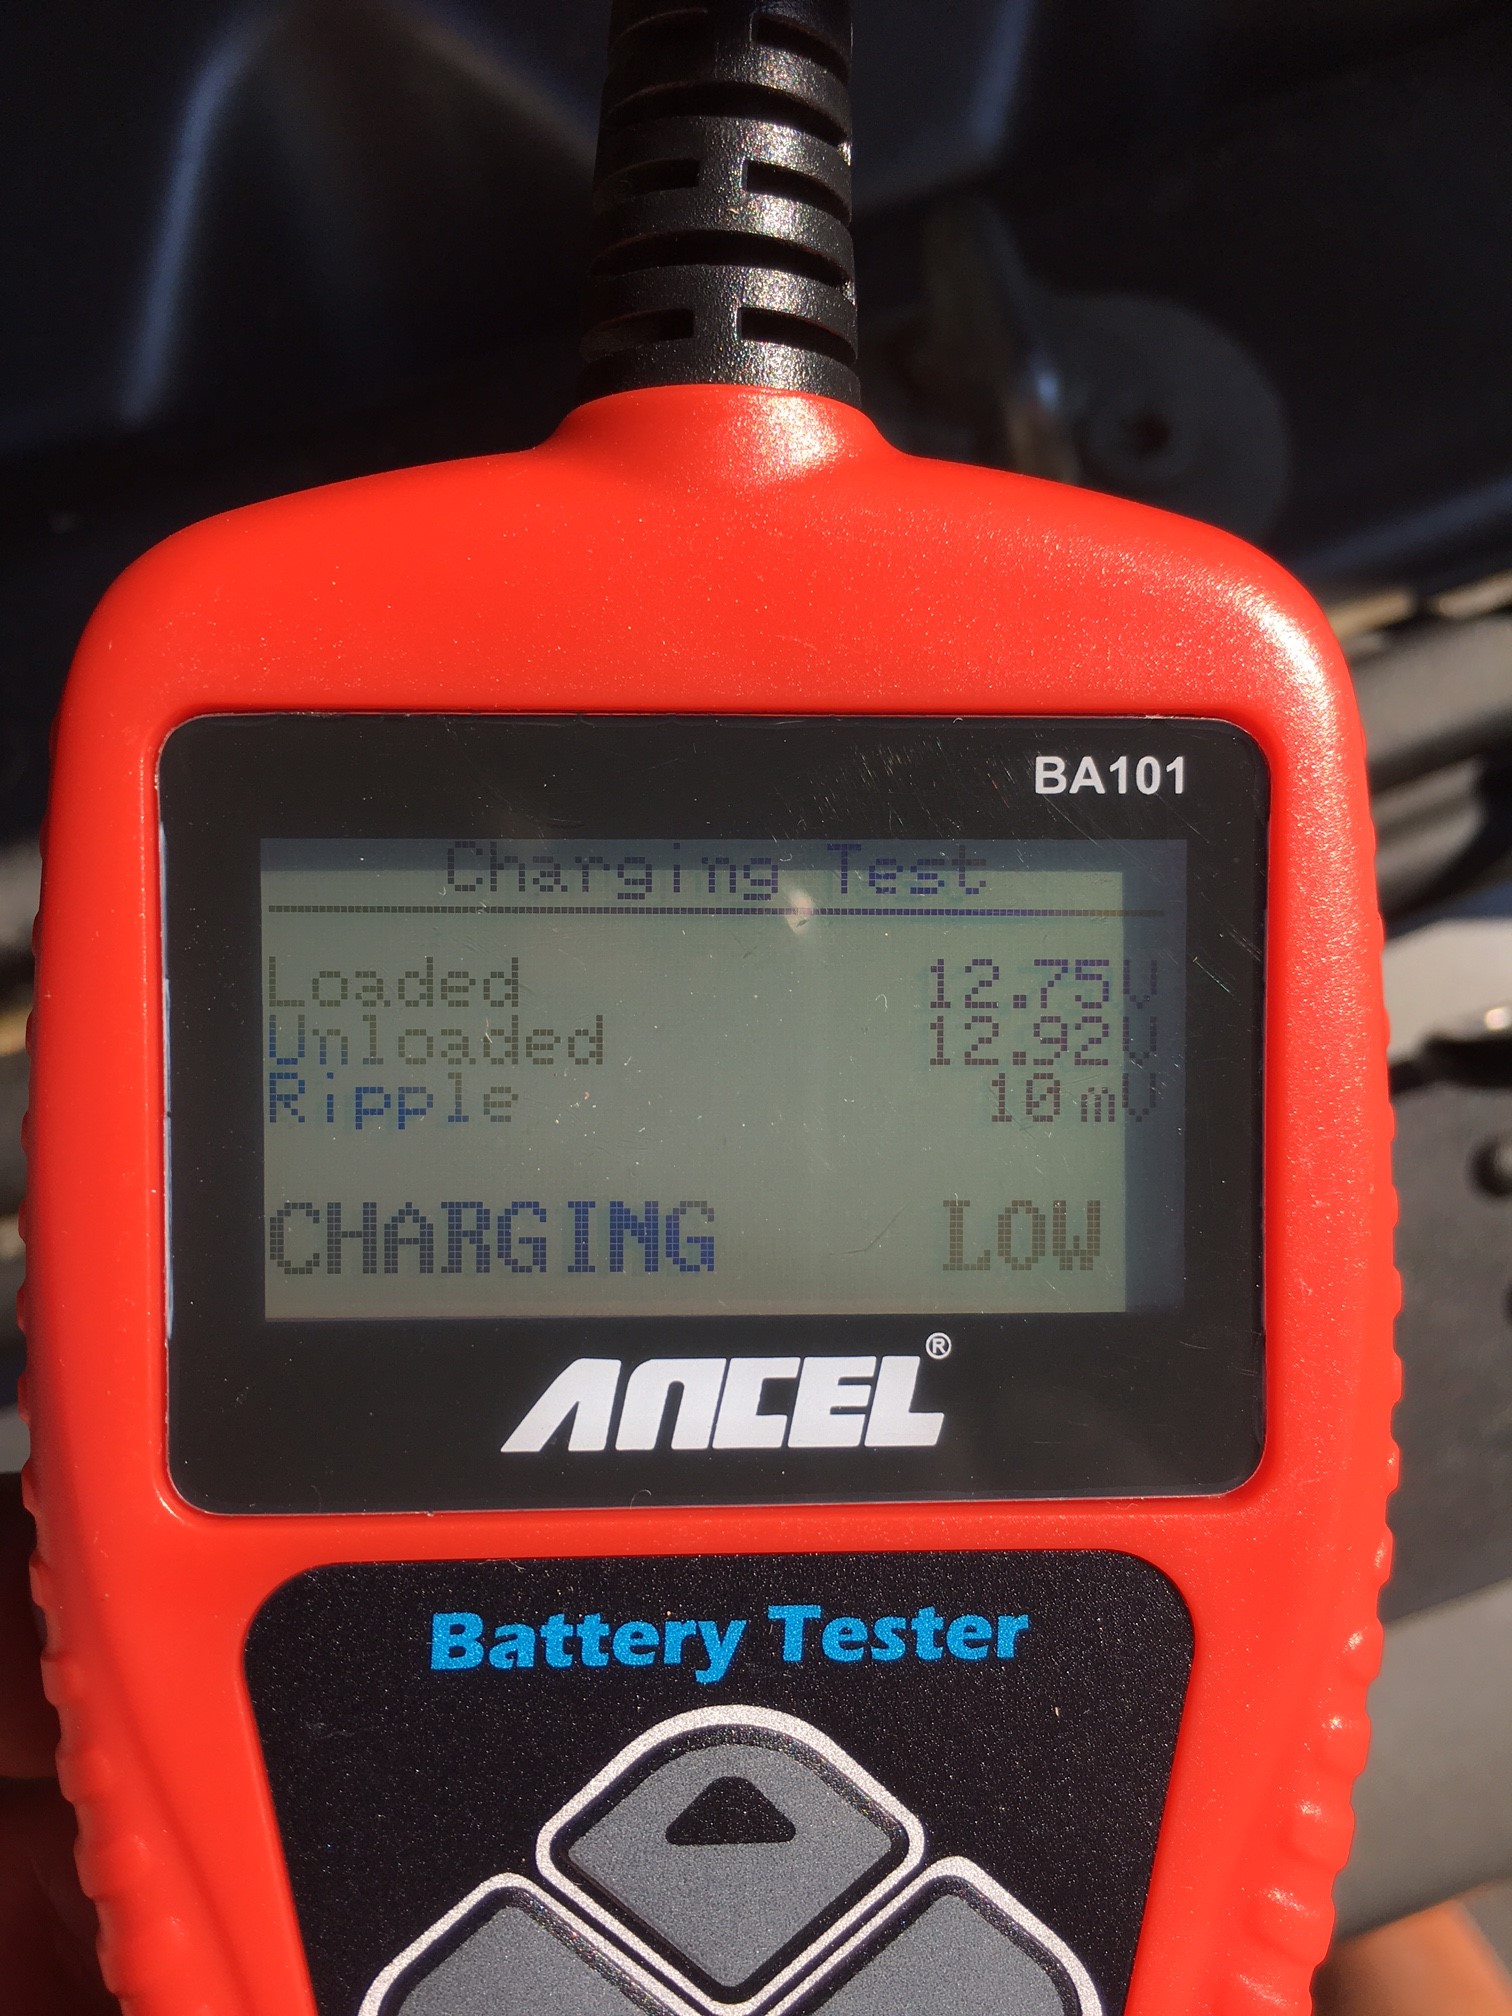 BA101
Charging Test
Loaded 12.75V
Unloaded 12.92V
Ripple 10mV
CHARGING LOW
ANCEL®
Battery Tester